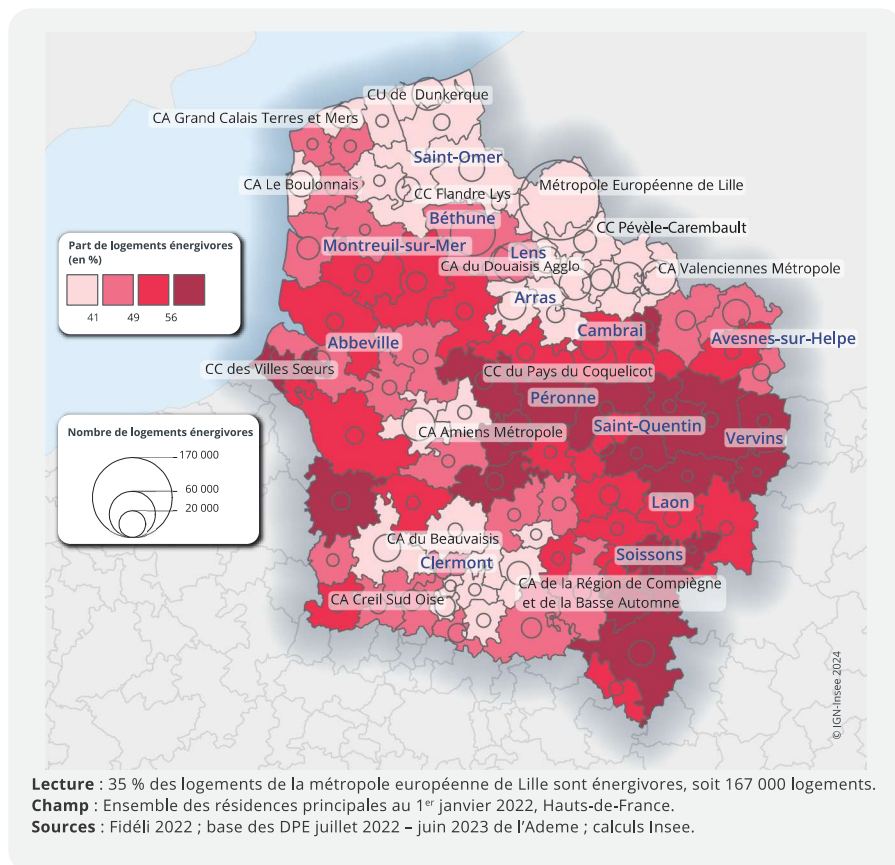 CU de Dunkerque
CA Grand Calais Terres et Mers
Saint-Omer
CA Le Boulonnais
CC Flandre Lys
Métropole Européenne de Lille
Béthune
CC Pévèle-Carembault
Montreuil-sur-Mer
Lens
CA du Douaisis Agglo
CA Valenciennes Métropole
Arras
Cambrai
Avesnes-sur-Helpe
Abbeville
CC des Villes Sœurs
CC du Pays du Coquelicot
Péronne
CA Amiens Métropole
Saint-Quentin
Vervins
Laon
CA du Beauvaisis
Clermont
Soissons
CA de la Région de Compiègne
et de la Basse Automne
CA Creil Sud Oise
Part de logements énergivores
(en %)
41 49 56
Nombre de logements énergivores
170 000
60 000
20 000
© IGN-Insee 2024
Lecture : 35 % des logements de la métropole européenne de Lille sont énergivores, soit 167 000 logements.
Champ : Ensemble des résidences principales au 1er janvier 2022, Hauts-de-France.
Sources : Fidéli 2022 ; base des DPE juillet 2022 – juin 2023 de l'Ademe ; calculs Insee.